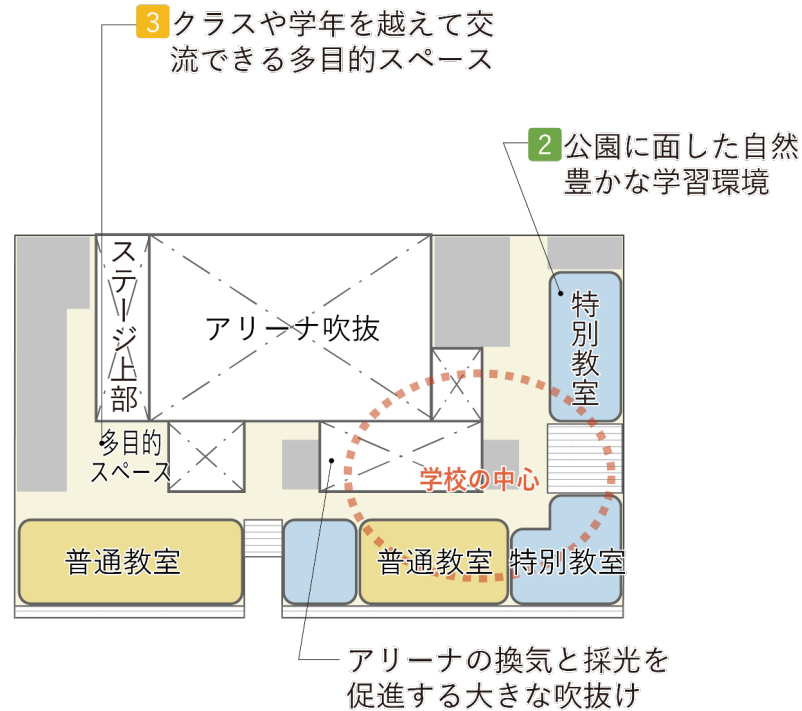 3 クラスや学年を越えて交
流できる多目的スペース
2 公園に面した自然
豊かな学習環境
ステージ上部
アリーナ吹抜
特別教室
多目的
スペース
学校の中心
普通教室
普通教室
特別教室
アリーナの換気と採光を
促進する大きな吹抜け